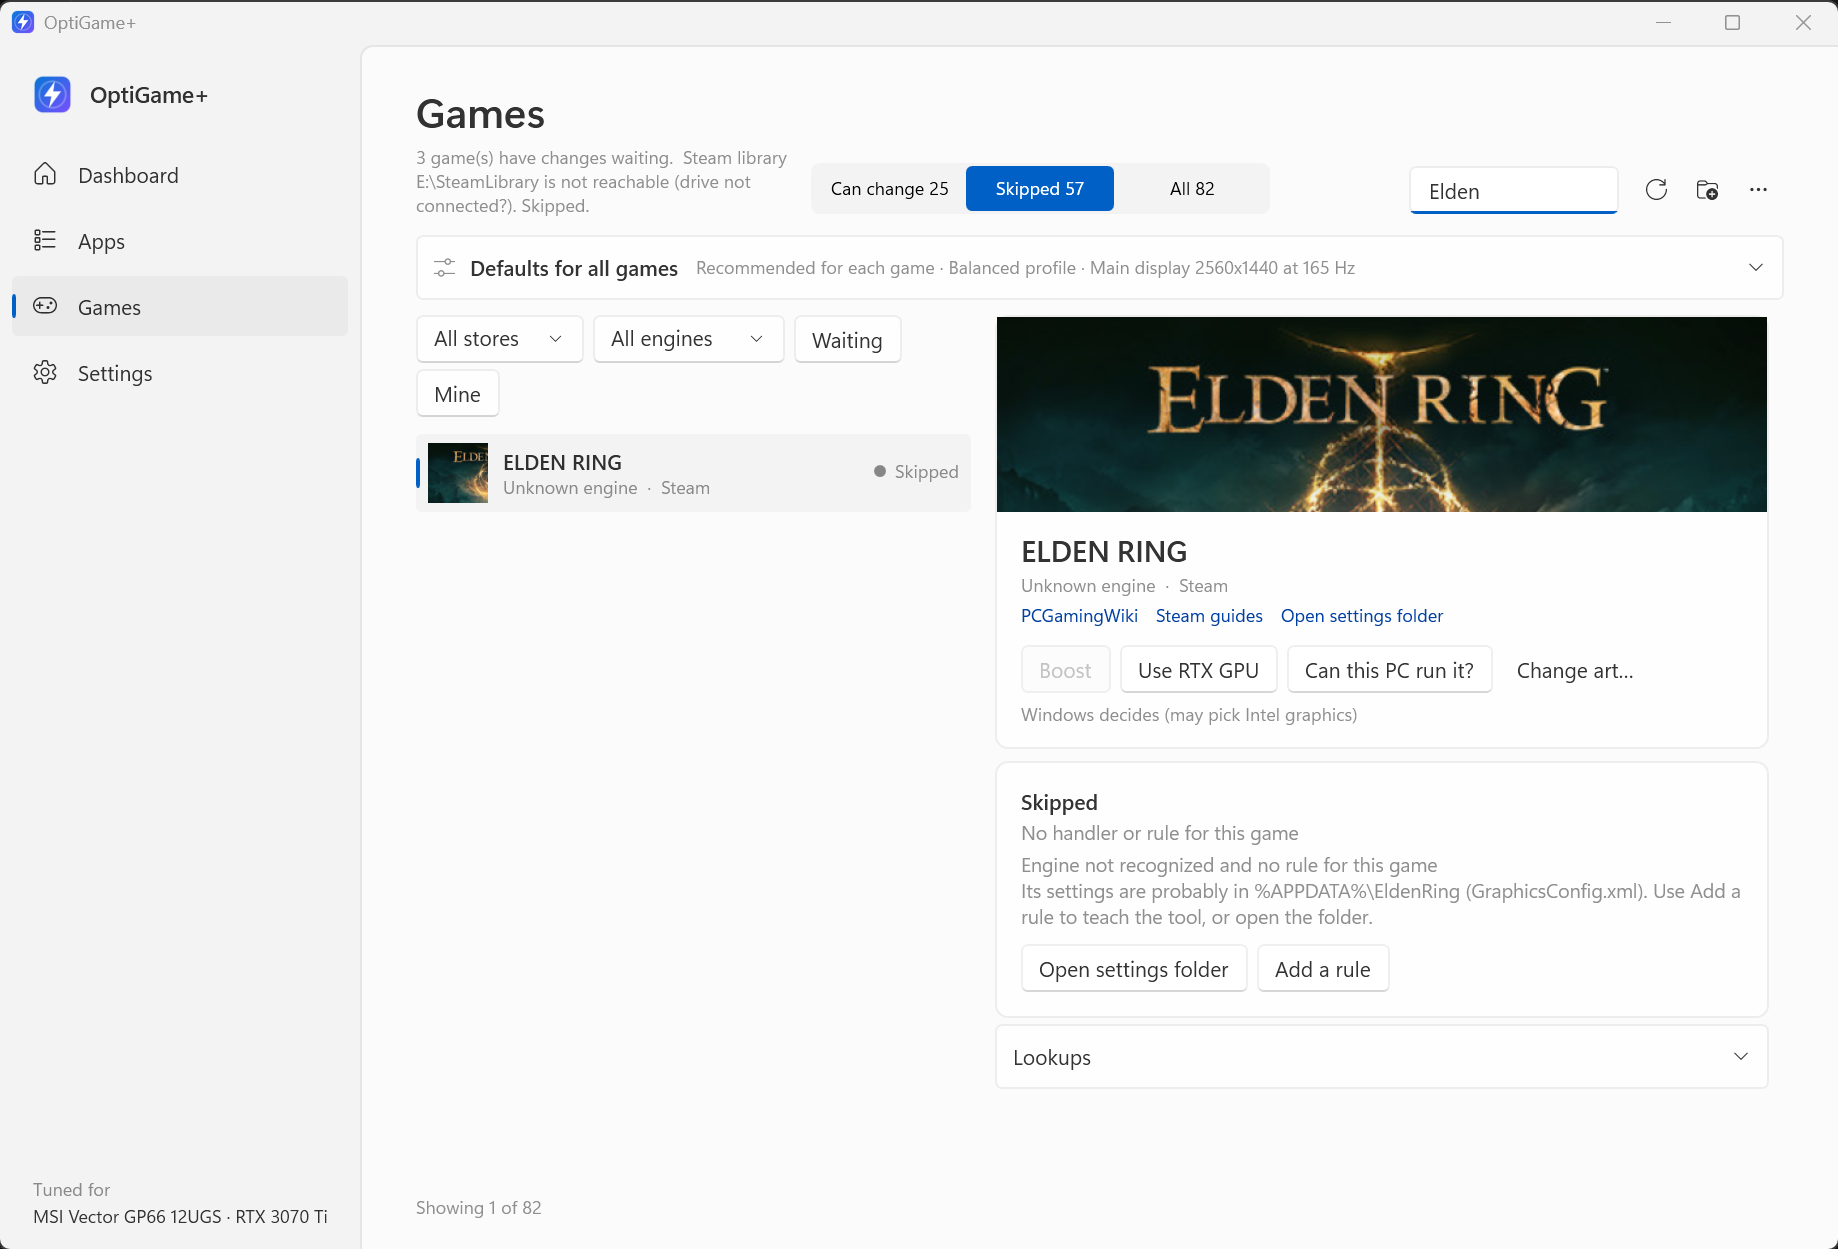 OptiGame+
OptiGame+
Dashboard
Apps
Games
Settings
Tuned for
MSI Vector GP66 12UGS · RTX 3070 Ti
Games
3 game(s) have changes waiting.  Steam library
E:\SteamLibrary is not reachable (drive not
connected?). Skipped.
Can change 25
Skipped 57
All 82
Elden
Defaults for all games
Recommended for each game · Balanced profile · Main display 2560x1440 at 165 Hz
All stores
All engines
Waiting
Mine
ELDEN
ELDEN RING
Unknown engine · Steam
Skipped
Showing 1 of 82
ELDEN RING
ELDEN RING
Unknown engine · Steam
PCGamingWiki
Steam guides
Open settings folder
Boost
Use RTX GPU
Can this PC run it?
Change art...
Windows decides (may pick Intel graphics)
Skipped
No handler or rule for this game
Engine not recognized and no rule for this game
Its settings are probably in %APPDATA%\EldenRing (GraphicsConfig.xml). Use Add a
rule to teach the tool, or open the folder.
Open settings folder
Add a rule
Lookups